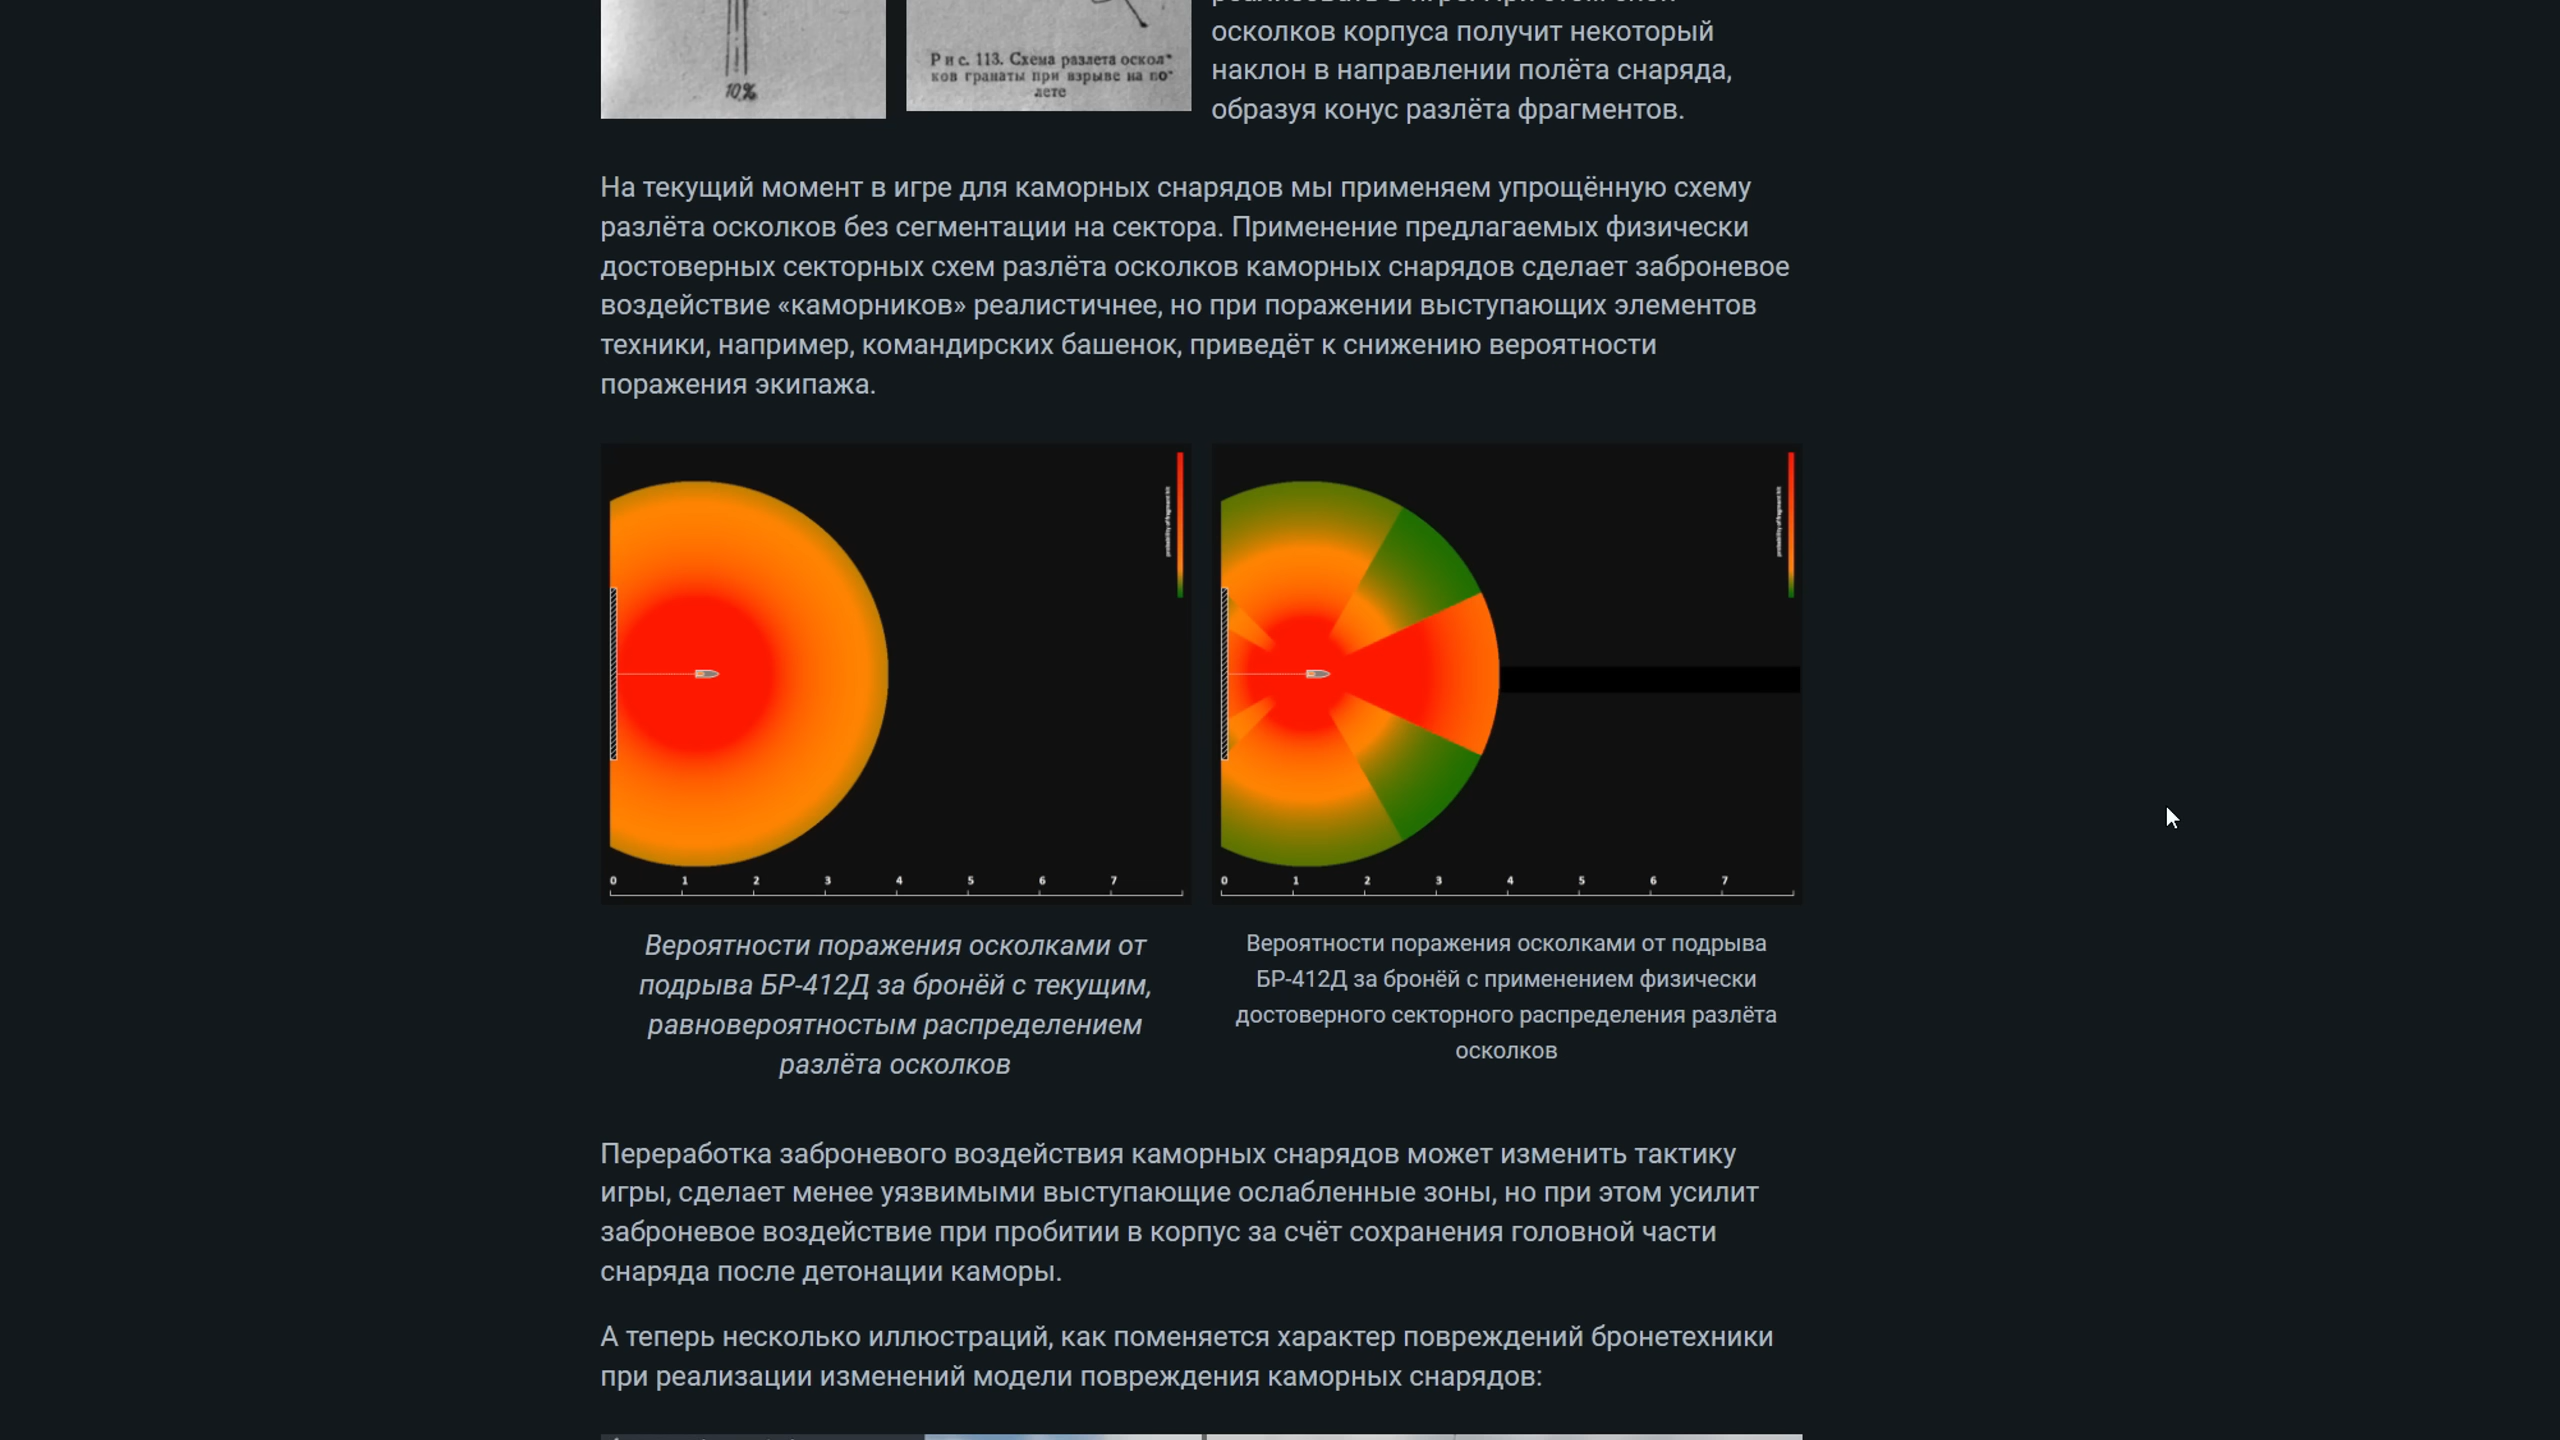 осколков корпуса получит некоторый
наклон в направлении полёта снаряда,
образуя конус разлёта фрагментов.
10%
Рис. 113. Схема разлета оскол-
ков гранаты при взрыве на по-
лете
На текущий момент в игре для каморных снарядов мы применяем упрощённую схему
разлёта осколков без сегментации на сектора. Применение предлагаемых физически
достоверных секторных схем разлёта осколков каморных снарядов сделает заброневое
воздействие «каморников» реалистичнее, но при поражении выступающих элементов
техники, например, командирских башенок, приведёт к снижению вероятности
поражения экипажа.
0 1 2 3 4 5 6 7
0 1 2 3 4 5 6 7
Вероятности поражения осколками от
подрыва БР-412Д за бронёй с текущим,
равновероятностым распределением
разлёта осколков
Вероятности поражения осколками от подрыва
БР-412Д за бронёй с применением физически
достоверного секторного распределения разлёта
осколков
Переработка заброневого воздействия каморных снарядов может изменить тактику
игры, сделает менее уязвимыми выступающие ослабленные зоны, но при этом усилит
заброневое воздействие при пробитии в корпус за счёт сохранения головной части
снаряда после детонации каморы.
А теперь несколько иллюстраций, как поменяется характер повреждений бронетехники
при реализации изменений модели повреждения каморных снарядов: